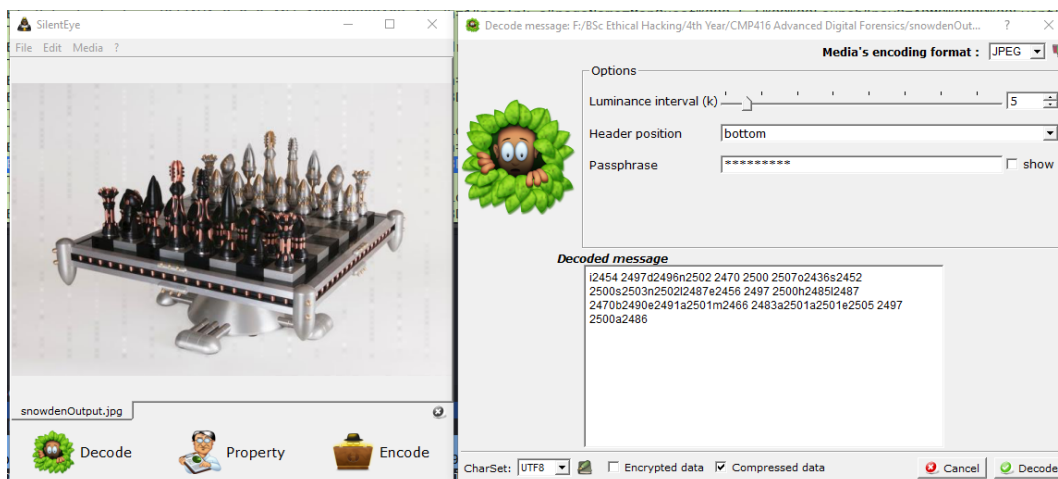 SilentEye
File Edit Media ?
snowdenOutput.jpg
Decode
Property
Encode
Decode message: F:/BSc Ethical Hacking/4th Year/CMP416 Advanced Digital Forensics/snowdenOut... ?
Media's encoding format : JPEG
Options
Luminance interval (k) 5
Header position bottom
Passphrase ********* show
Decoded message
i2454 2497d2496n2502 2470 2500 2507o2436s2452
2500s2503n2502l2487e2456 2497 2500h2485l2487
2470b2490e2491a2501m2466 2483a2501a2501e2505 2497
2500a2486
CharSet: UTF8 Encrypted data Compressed data Cancel Decode